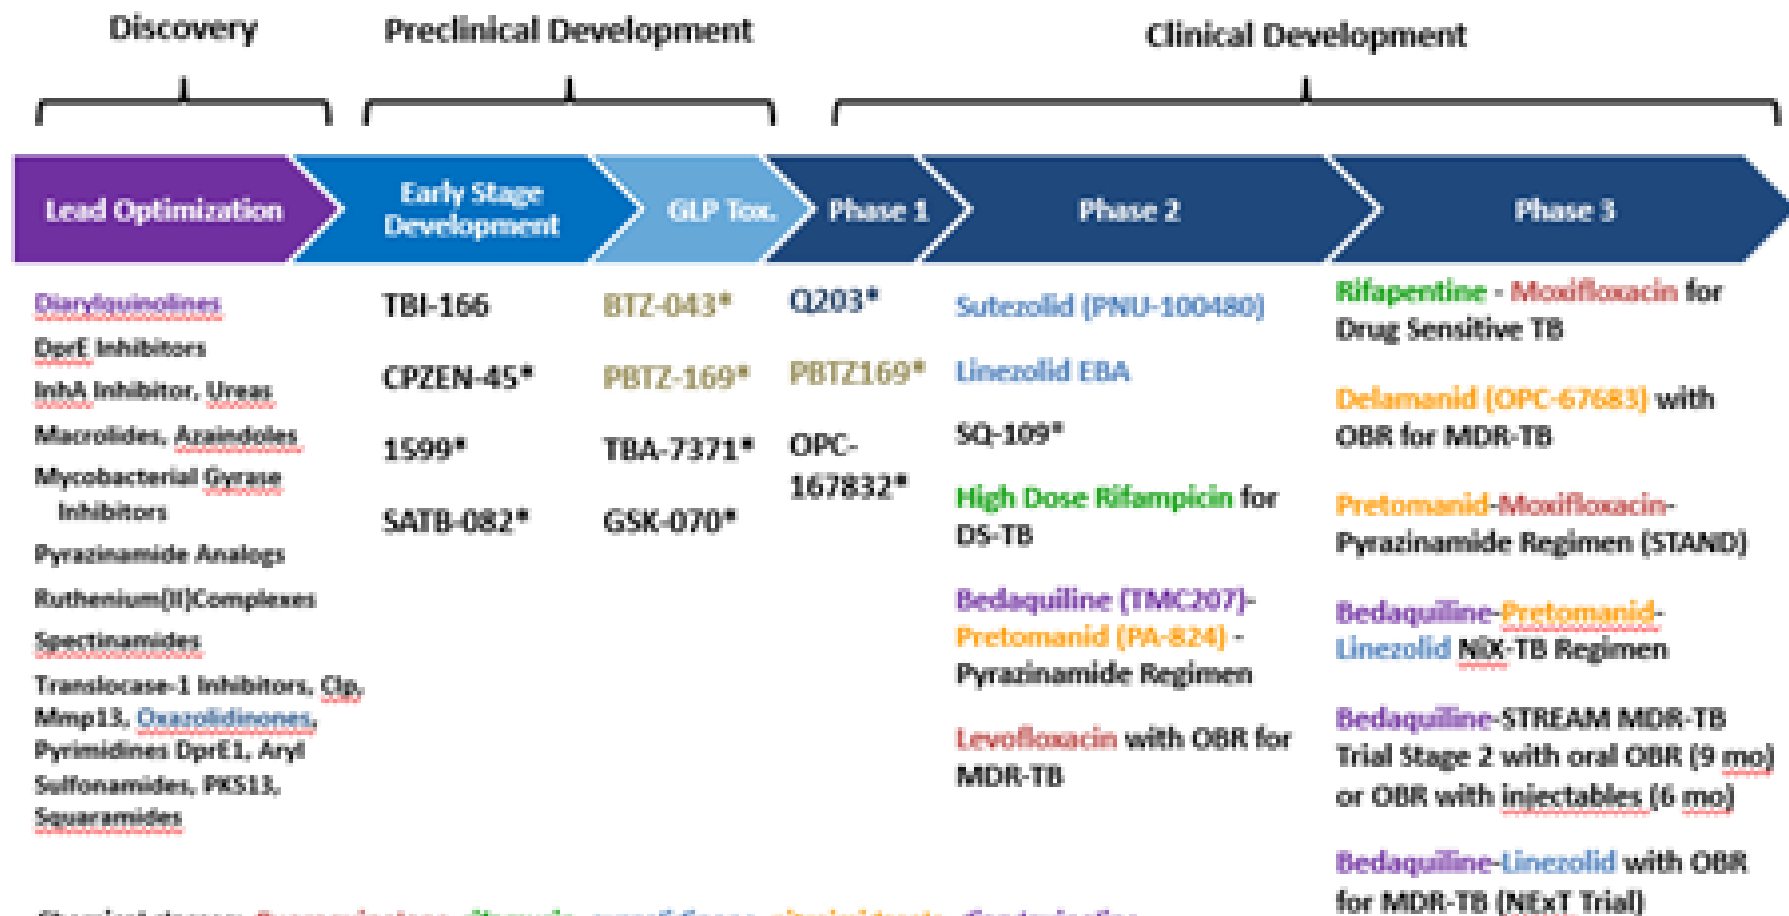 Discovery
Preclinical Development
Clinical Development
Lead Optimization
Early Stage
Development
GLP Tox.
Phase 1
Phase 2
Phase 3
Diarylquinolines
DprE Inhibitors
InhA Inhibitor, Ureas
Macrolides, Azaindoles
Mycobacterial Gyrase
Inhibitors
Pyrazinamide Analogs
Ruthenium(II)Complexes
Spectinamides
Translocase-1 Inhibitors, Clp,
Mmp13, Oxazolidinones,
Pyrimidines DprE1, Aryl
Sulfonamides, PKS13,
Squaramides
TBI-166
CPZEN-45*
1599*
SATB-082*
BTZ-043*
PBTZ-169*
TBA-7371*
GSK-070*
Q203*
PBTZ169*
OPC-
167832*
Sutezolid (PNU-100480)
Linezolid EBA
SQ-109*
High Dose Rifampicin for
DS-TB
Bedaquiline (TMC207)-
Pretomanid (PA-824) -
Pyrazinamide Regimen
Levofloxacin with OBR for
MDR-TB
Rifapentine - Moxifloxacin for
Drug Sensitive TB
Delamanid (OPC-67683) with
OBR for MDR-TB
Pretomanid-Moxifloxacin-
Pyrazinamide Regimen (STAND)
Bedaquiline-Pretomanid-
Linezolid NiX-TB Regimen
Bedaquiline-STREAM MDR-TB
Trial Stage 2 with oral OBR (9 mo)
or OBR with injectables (6 mo)
Bedaquiline-Linezolid with OBR
for MDR-TB (NExT Trial)